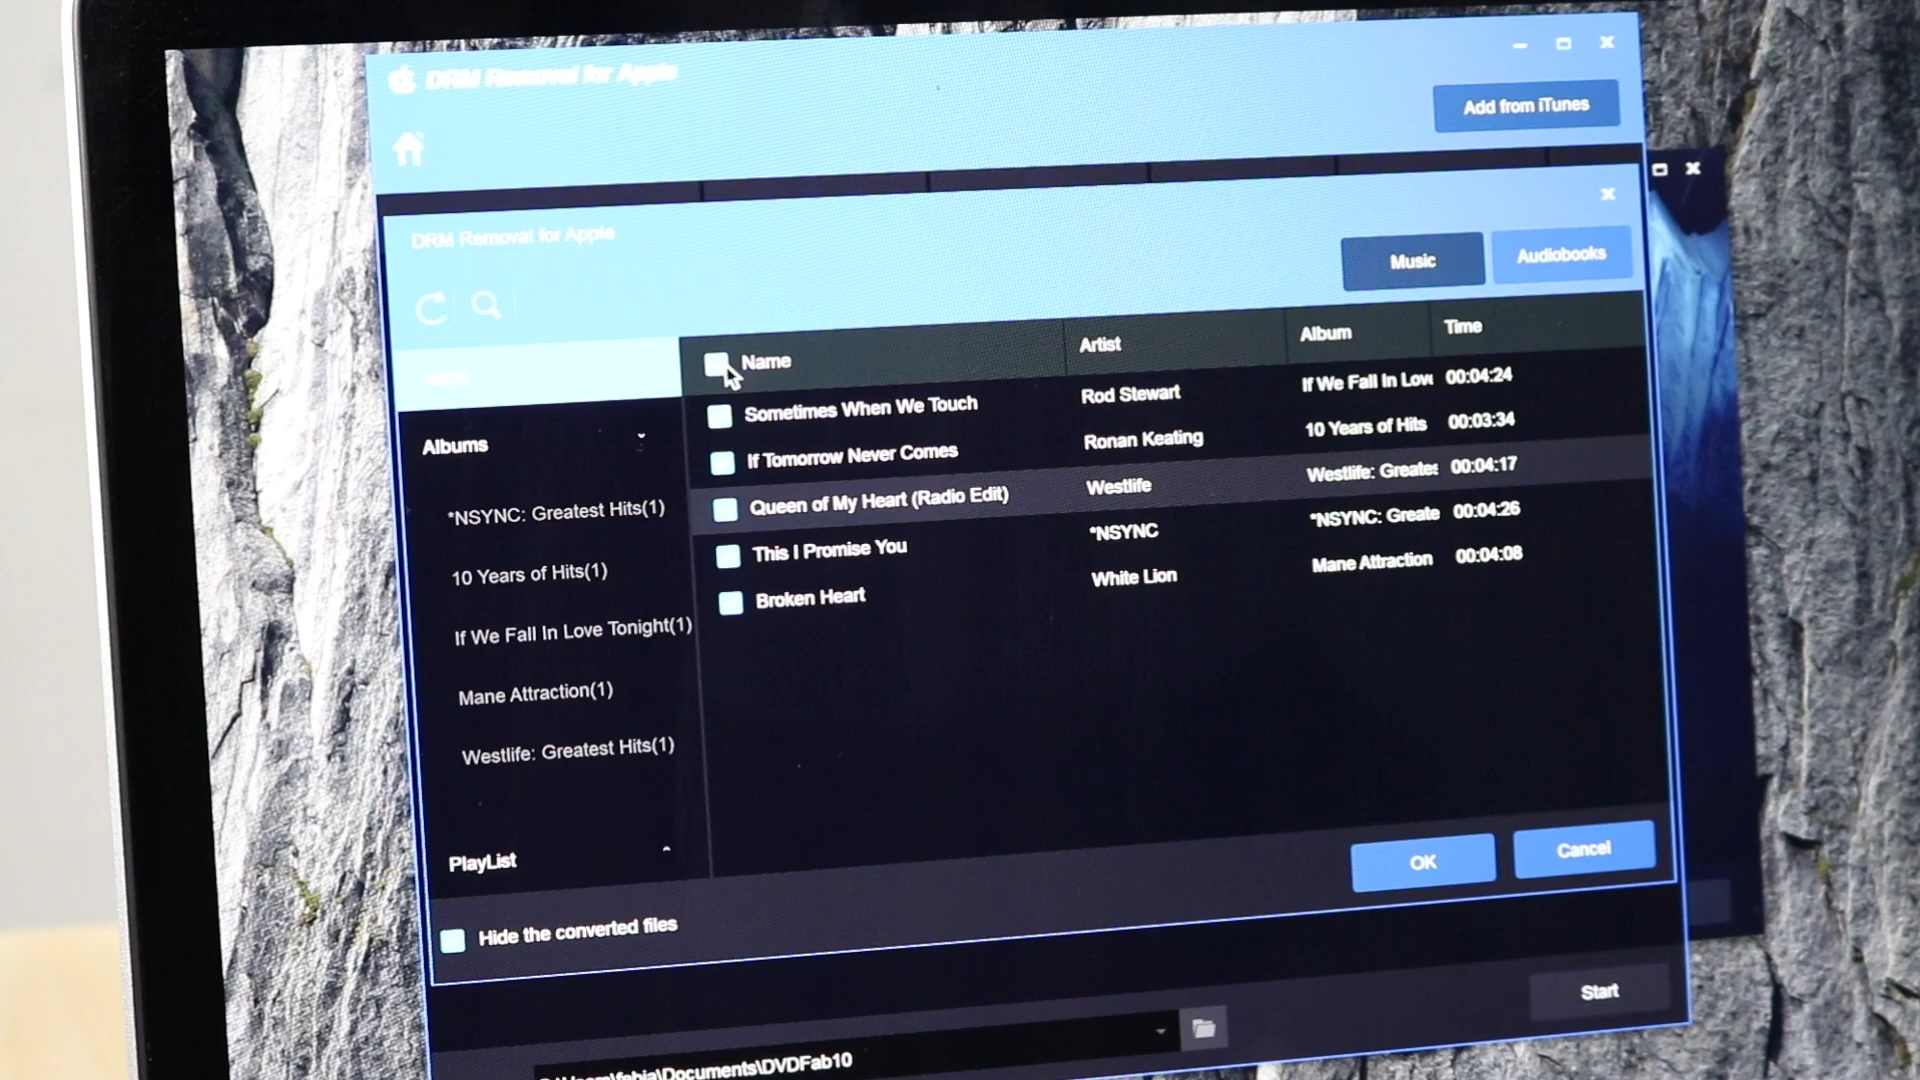 DRM Removal for Apple
Add from iTunes
DRM Removal for Apple
Music
Audiobooks
Name Artist Album Time
Sometimes When We Touch Rod Stewart If We Fall In Love 00:04:24
If Tomorrow Never Comes Ronan Keating 10 Years of Hits 00:03:34
Queen of My Heart (Radio Edit) Westlife Westlife: Greates 00:04:17
This I Promise You *NSYNC *NSYNC: Greate 00:04:26
Broken Heart White Lion Mane Attraction 00:04:08
Albums
*NSYNC: Greatest Hits(1)
10 Years of Hits(1)
If We Fall In Love Tonight(1)
Mane Attraction(1)
Westlife: Greatest Hits(1)
PlayList
OK
Cancel
Hide the converted files
Start
\Documents\DVDFab10